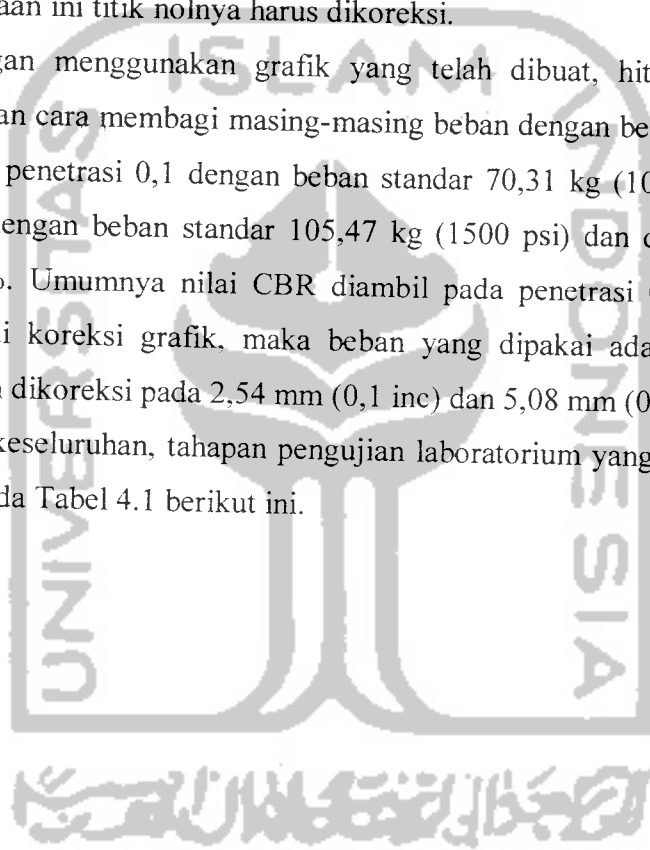 aan ini titik nolnya harus dikoreksi.
gan menggunakan grafik yang telah dibuat, hit
an cara membagi masing-masing beban dengan be
penetrasi 0,1 dengan beban standar 70,31 kg (10
engan beban standar 105,47 kg (1500 psi) dan
. Umumnya nilai CBR diambil pada penetrasi
i koreksi grafik, maka beban yang dipakai ada
dikoreksi pada 2,54 mm (0,1 inc) dan 5,08 mm (0
keseluruhan, tahapan pengujian laboratorium yang
da Tabel 4.1 berikut ini.
ISLAM
UNIVERSITAS
INDONESIA